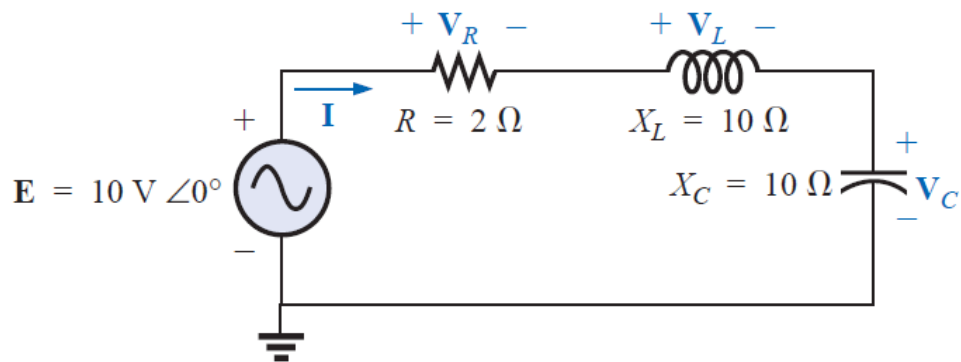 + V_R −
+ V_L −
I
R = 2 Ω
X_L = 10 Ω
+
E = 10 V ∠0°
−
X_C = 10 Ω
+
V_C
−